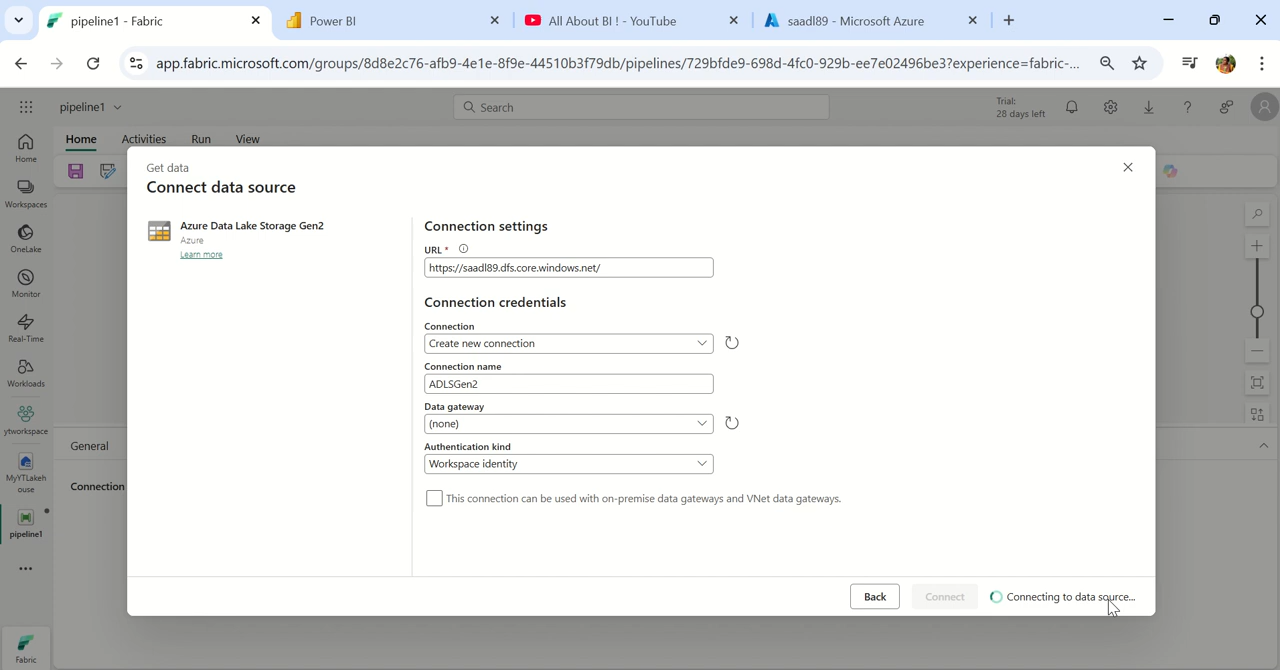 pipeline1 - Fabric
Power BI
All About BI ! - YouTube
saadl89 - Microsoft Azure
app.fabric.microsoft.com/groups/8d8e2c76-afb9-4e1e-8f9e-44510b3f79db/pipelines/729bfde9-698d-4fc0-929b-ee7e02496be3?experience=fabric-...
pipeline1
Search
Trial:
28 days left
Home
Activities
Run
View
Home
Workspaces
OneLake
Monitor
Real-Time
Workloads
ytworkspace
MyYTLakeh
ouse
pipeline1
Fabric
General
Connection
Get data
Connect data source
Azure Data Lake Storage Gen2
Azure
Learn more
Connection settings
URL *
https://saadl89.dfs.core.windows.net/
Connection credentials
Connection
Create new connection
Connection name
ADLSGen2
Data gateway
(none)
Authentication kind
Workspace identity
This connection can be used with on-premise data gateways and VNet data gateways.
Back
Connect
Connecting to data source...